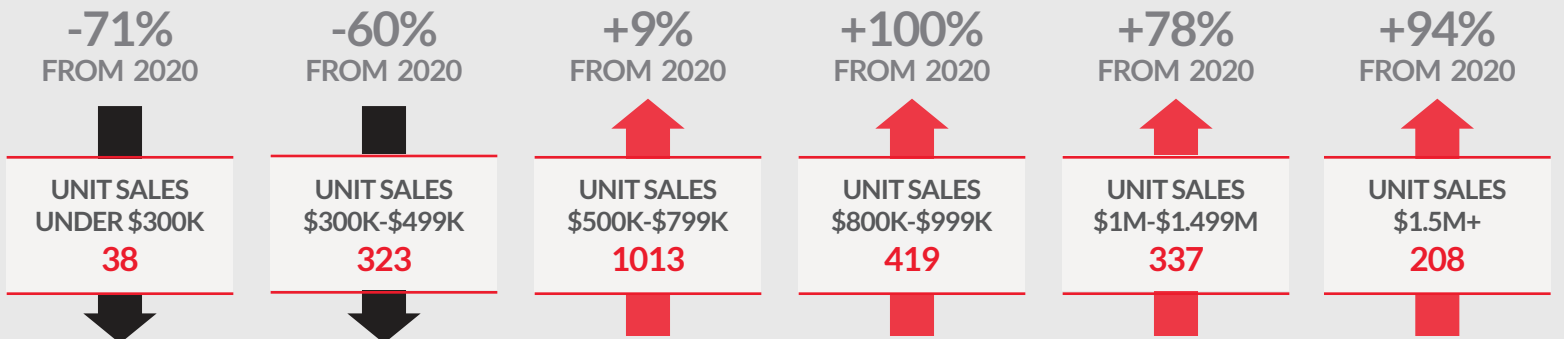 -71%
FROM 2020
UNIT SALES
UNDER $300K
38
-60%
FROM 2020
UNIT SALES
$300K-$499K
323
+9%
FROM 2020
UNIT SALES
$500K-$799K
1013
+100%
FROM 2020
UNIT SALES
$800K-$999K
419
+78%
FROM 2020
UNIT SALES
$1M-$1.499M
337
+94%
FROM 2020
UNIT SALES
$1.5M+
208